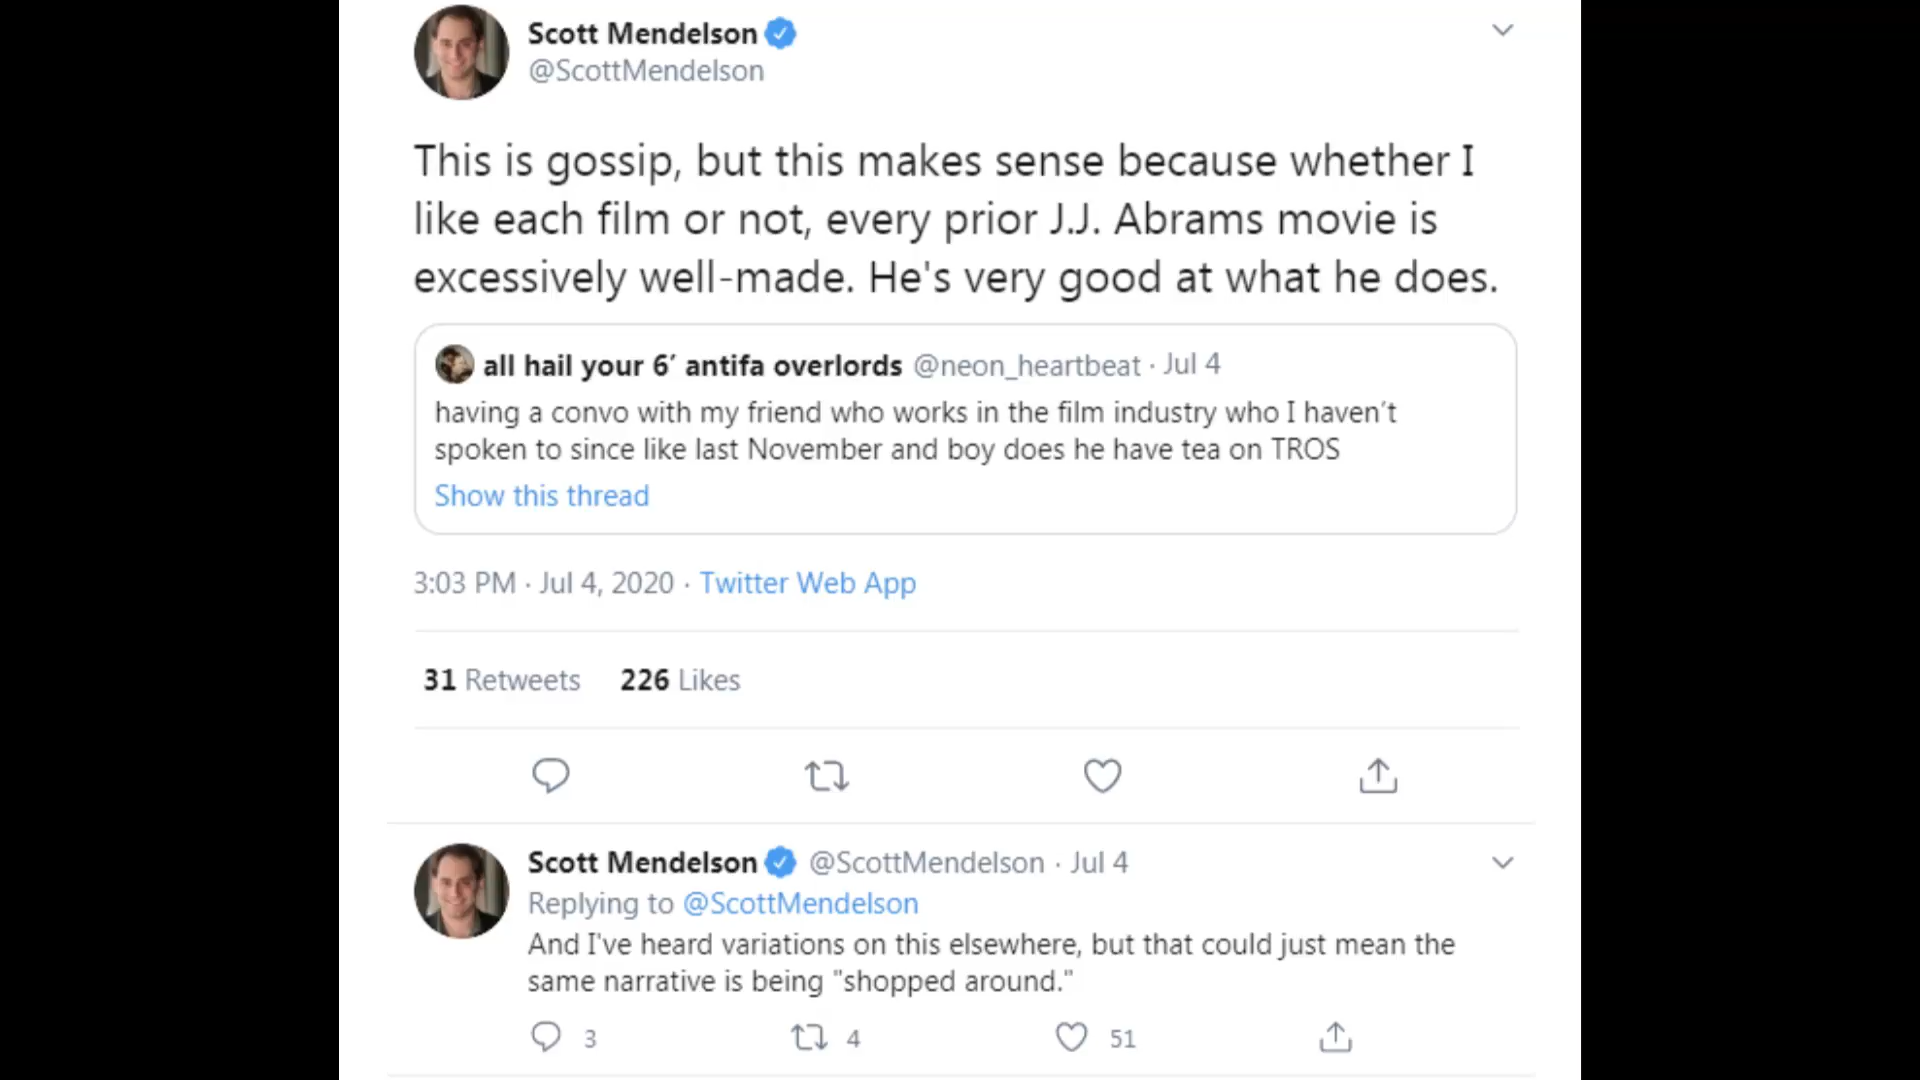 Scott Mendelson
@ScottMendelson
This is gossip, but this makes sense because whether I
like each film or not, every prior J.J. Abrams movie is
excessively well-made. He's very good at what he does.
all hail your 6′ antifa overlords @neon_heartbeat · Jul 4
having a convo with my friend who works in the film industry who I haven’t
spoken to since like last November and boy does he have tea on TROS
Show this thread
3:03 PM · Jul 4, 2020 · Twitter Web App
31 Retweets 226 Likes
Scott Mendelson @ScottMendelson · Jul 4
Replying to @ScottMendelson
And I've heard variations on this elsewhere, but that could just mean the
same narrative is being "shopped around."
3 4 51